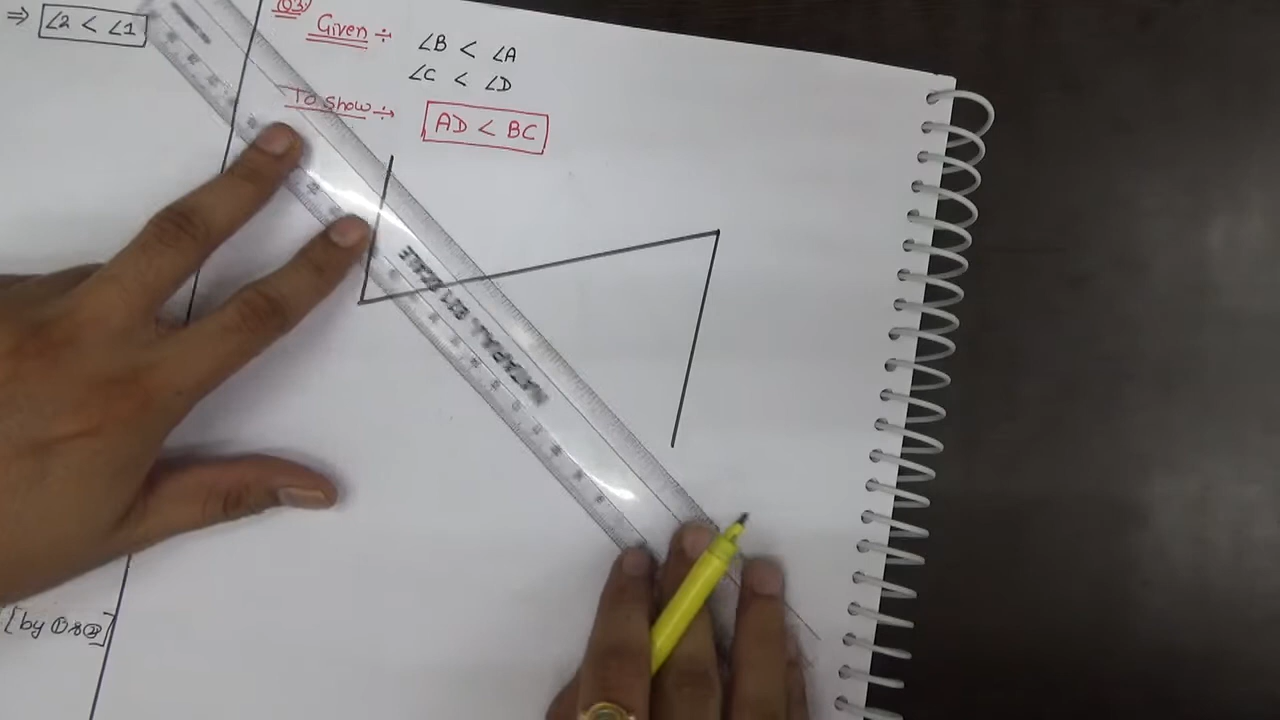 ⇒ ∠2 < ∠1
Q3)
Given ÷ ∠B < ∠A
∠C < ∠D
To show ÷ AD < BC
[by ① & ②]